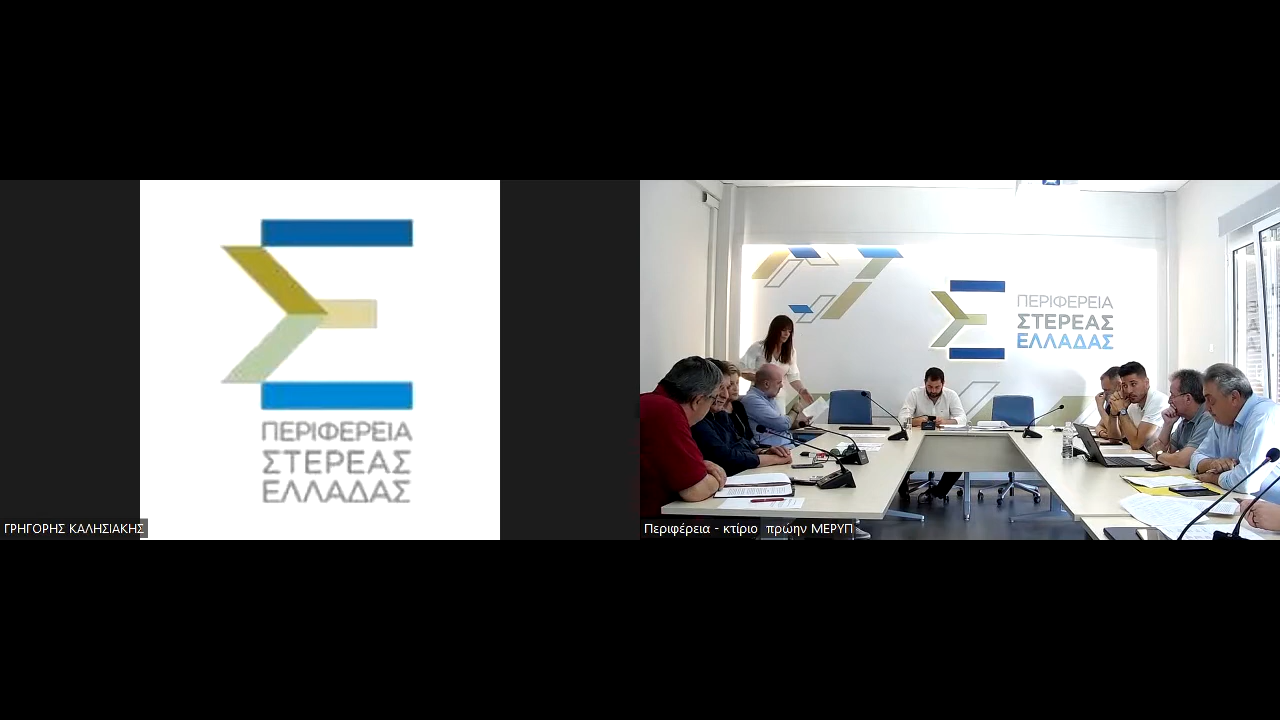 ΠΕΡΙΦΕΡΕΙΑ
ΣΤΕΡΕΑΣ
ΕΛΛΑΔΑΣ
ΓΡΗΓΟΡΗΣ ΚΑΛΗΣΙΑΚΗΣ
ΠΕΡΙΦΕΡΕΙΑ
ΣΤΕΡΕΑΣ
ΕΛΛΑΔΑΣ
Περιφέρεια - κτίριο πρώην ΜΕΡΥΠ